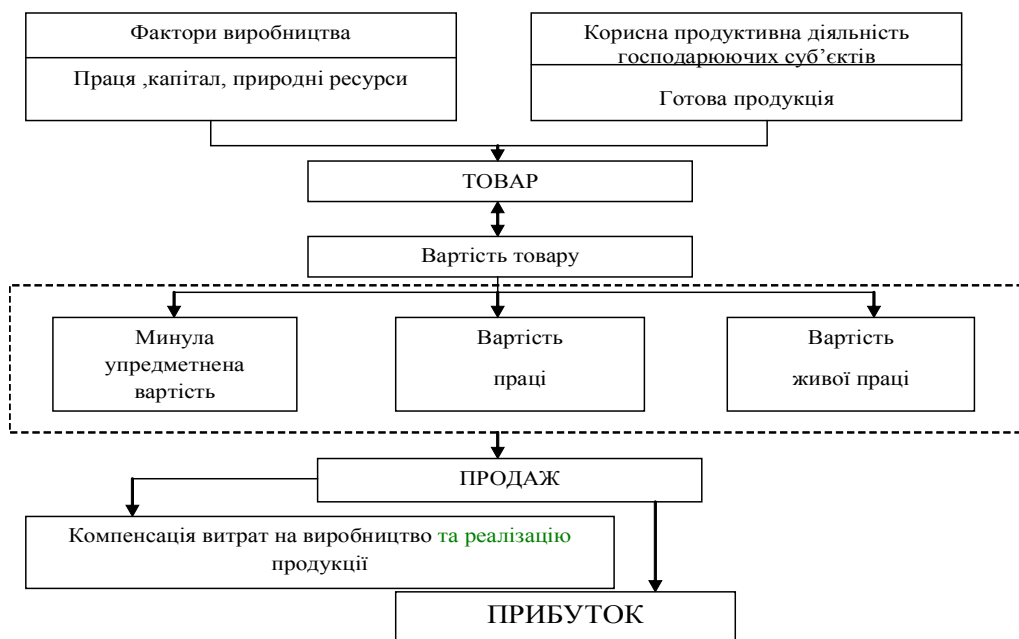 Фактори виробництва
Праця ,капітал, природні ресурси
Корисна продуктивна діяльність
господарюючих суб’єктів
Готова продукція
ТОВАР
Вартість товару
Минула
упредметнена
вартість
Вартість
праці
Вартість
живої праці
ПРОДАЖ
Компенсація витрат на виробництво та реалізацію
продукції
ПРИБУТОК